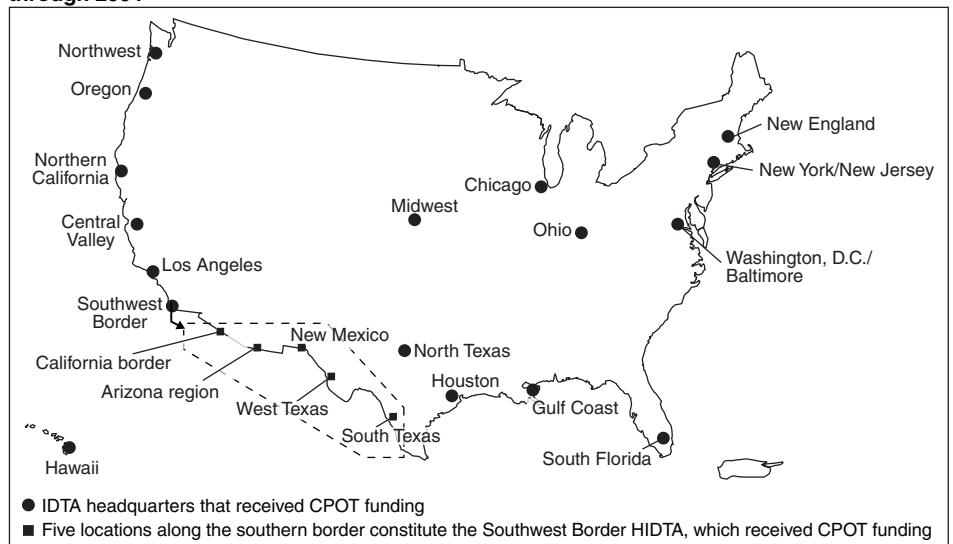 through 2004
Northwest
Oregon
Northern
California
Central
Valley
Los Angeles
Southwest
Border
California border
Arizona region
New Mexico
West Texas
South Texas
North Texas
Houston
Gulf Coast
South Florida
Midwest
Chicago
Ohio
New England
New York/New Jersey
Washington, D.C./
Baltimore
Hawaii
IDTA headquarters that received CPOT funding
Five locations along the southern border constitute the Southwest Border HIDTA, which received CPOT funding